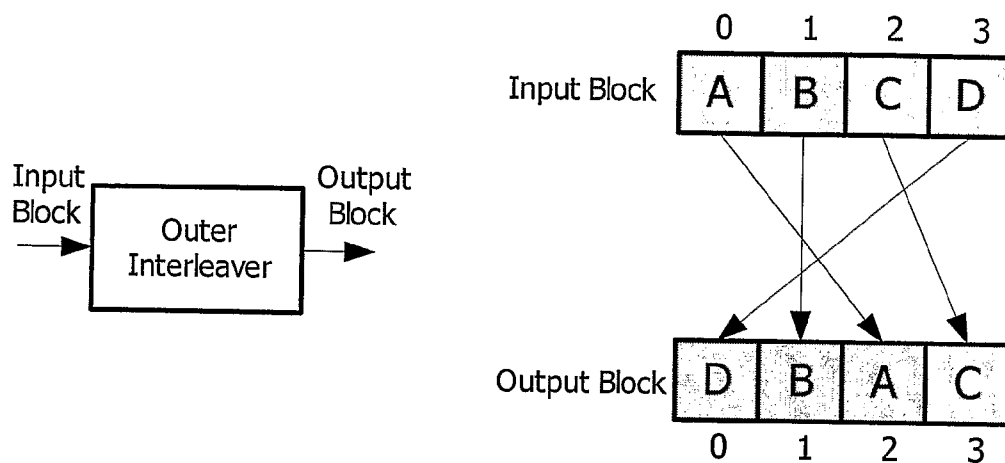 Input
Block
Outer
Interleaver
Output
Block
0 1 2 3
Input Block A B C D
Output Block D B A C
0 1 2 3